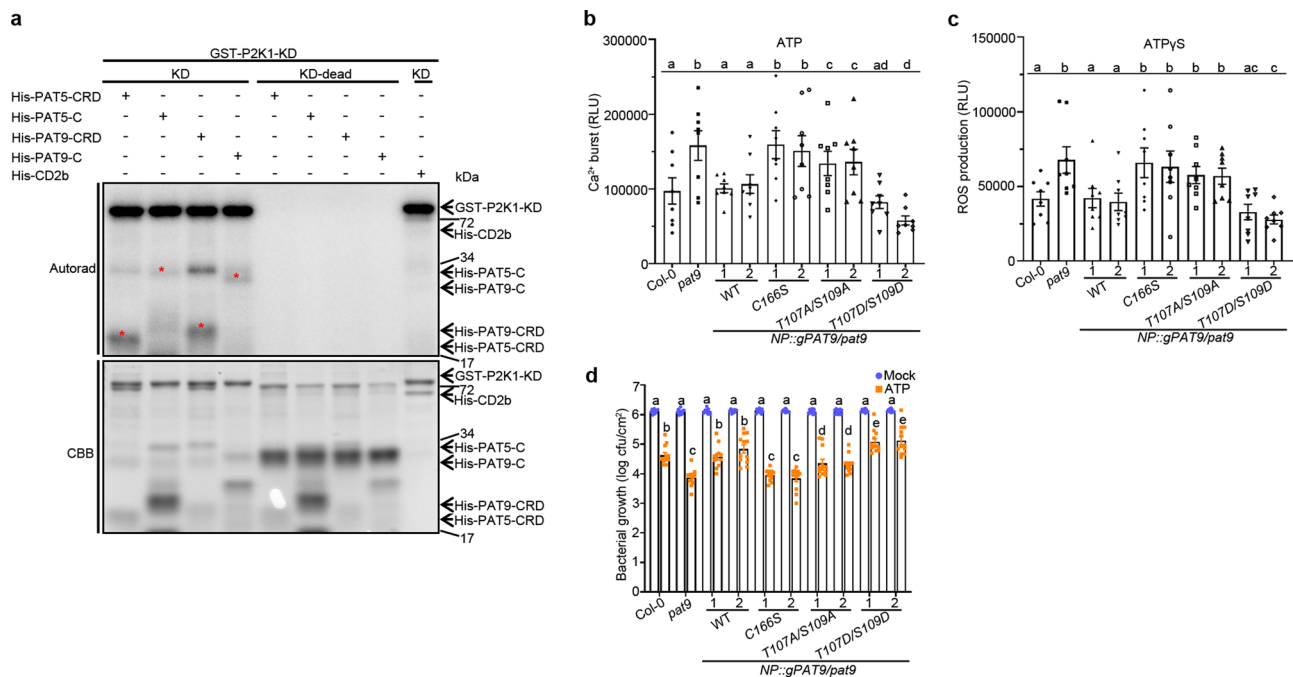 a
GST-P2K1-KD
KD KD-dead KD
His-PAT5-CRD + - - - + - - - -
His-PAT5-C - + - - - + - - -
His-PAT9-CRD - - + - - - + - -
His-PAT9-C - - - + - - - + -
His-CD2b - - - - - - - - +
kDa
Autorad
GST-P2K1-KD
72
His-CD2b
34
His-PAT5-C
His-PAT9-C
His-PAT9-CRD
His-PAT5-CRD
17
* * * *
CBB
GST-P2K1-KD
72
His-CD2b
34
His-PAT5-C
His-PAT9-C
His-PAT9-CRD
His-PAT5-CRD
17
b
ATP
Ca²⁺ burst (RLU)
300000
200000
100000
0
a b a a b b c c ad d
Col-0 pat9 1 2 1 2 1 2 1 2
WT C166S T107A/S109A T107D/S109D
NP::gPAT9/pat9
c
ATPγS
ROS production (RLU)
150000
100000
50000
0
a b a a b b b b ac c
Col-0 pat9 1 2 1 2 1 2 1 2
WT C166S T107A/S109A T107D/S109D
NP::gPAT9/pat9
d
Mock
ATP
Bacterial growth (log cfu/cm²)
7
6
5
4
3
2
1
0
a a a a a a a a a a
b c b b c c d d e e
Col-0 pat9 1 2 1 2 1 2 1 2
WT C166S T107A/S109A T107D/S109D
NP::gPAT9/pat9